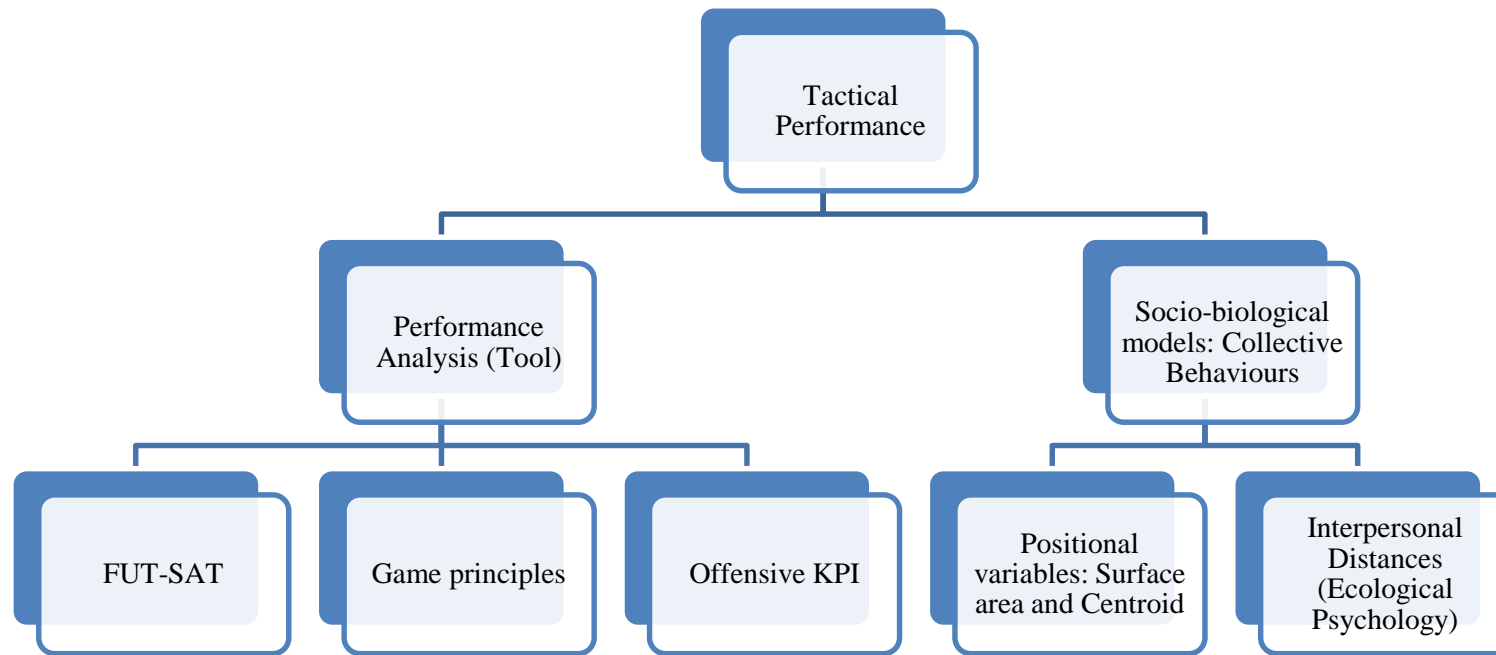 Tactical
Performance
Performance
Analysis (Tool)
Socio-biological
models: Collective
Behaviours
FUT-SAT
Game principles
Offensive KPI
Positional
variables: Surface
area and Centroid
Interpersonal
Distances
(Ecological
Psychology)